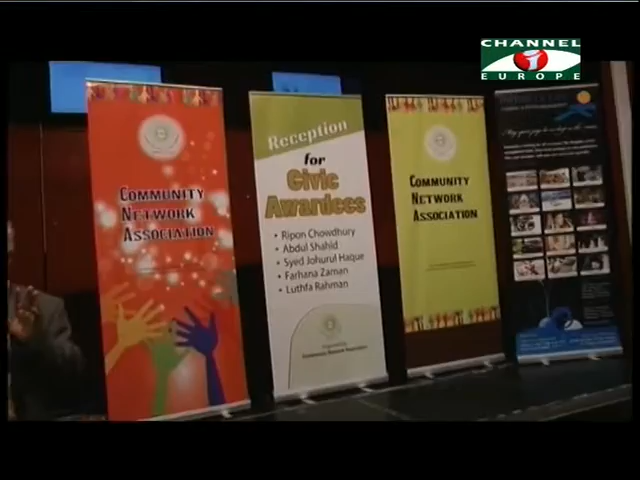 CHANNEL
i
EUROPE
COMMUNITY
NETWORK
ASSOCIATION
Reception
for
Civic
Awardees
• Ripon Chowdhury
• Abdul Shahid
• Syed Johurul Haque
• Farhana Zaman
• Luthfa Rahman
COMMUNITY
NETWORK
ASSOCIATION